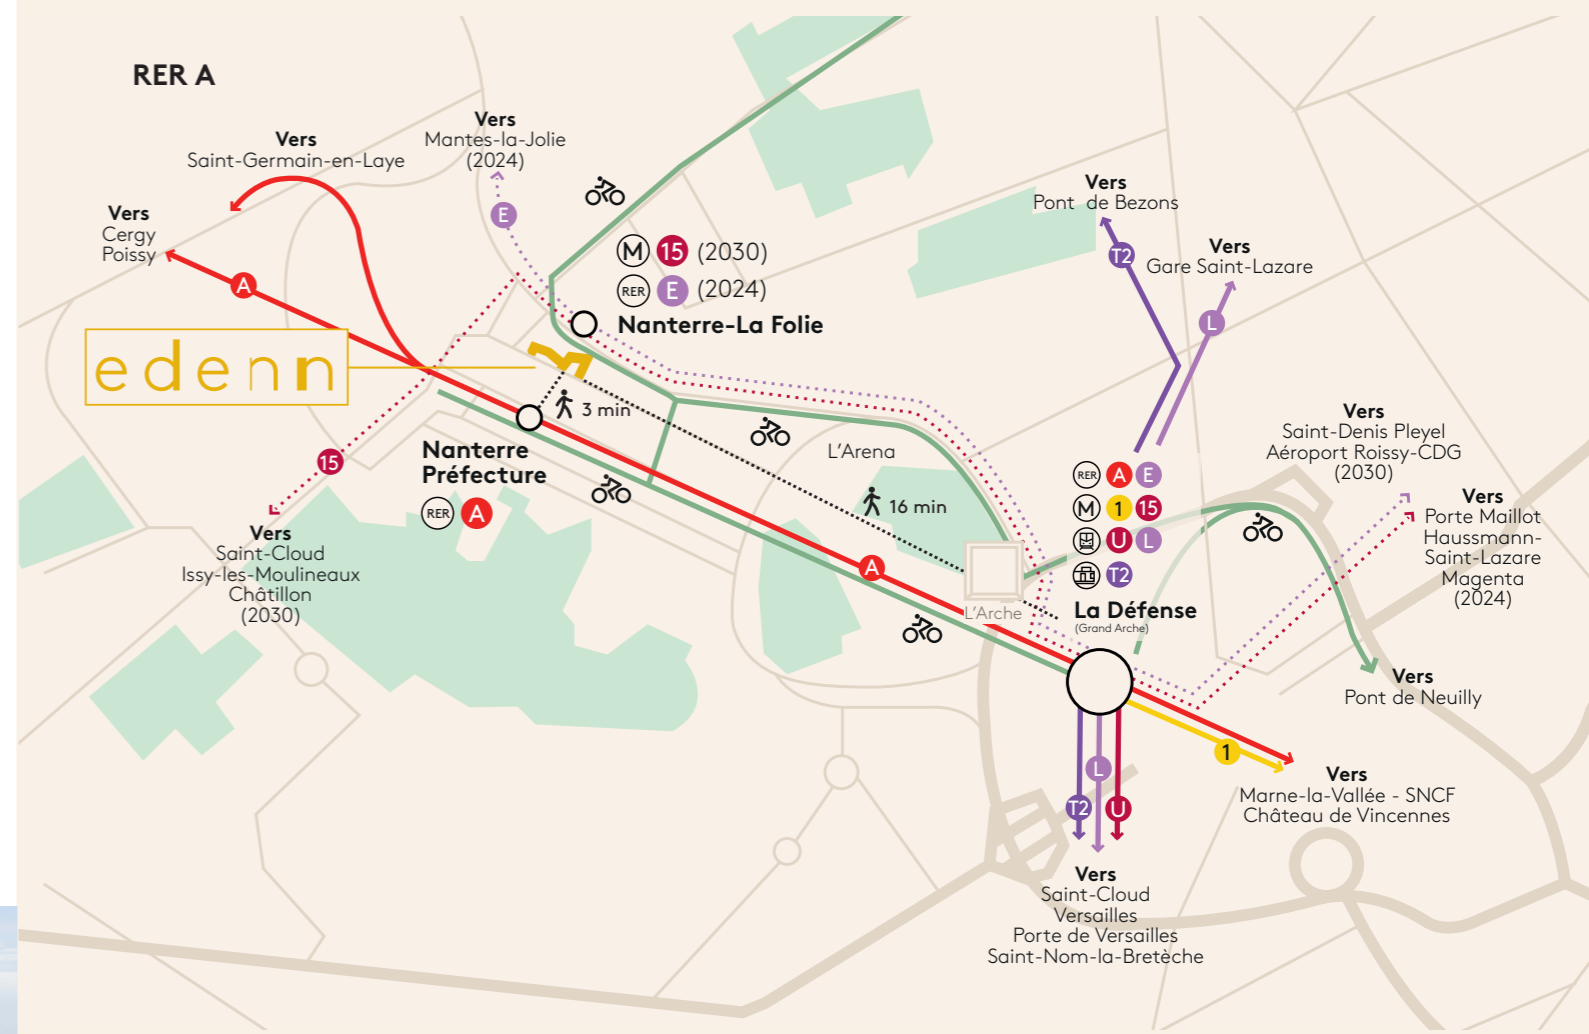 RER A
Vers
Saint-Germain-en-Laye
Vers
Mantes-la-Jolie
(2024)
Vers
Cergy
Poissy
A
E
M 15 (2030)
RER E (2024)
Nanterre-La Folie
edenn
3 min
Nanterre
Préfecture
RER A
15
Vers
Saint-Cloud
Issy-les-Moulineaux
Châtillon
(2030)
L'Arena
16 min
A
L'Arche
Vers
Pont de Bezons
T2
Vers
Gare Saint-Lazare
L
RER A E
M 1 15
U L
T2
La Défense
(Grand Arche)
Vers
Saint-Denis Pleyel
Aéroport Roissy-CDG
(2030)
Vers
Porte Maillot
Haussmann-
Saint-Lazare
Magenta
(2024)
Vers
Pont de Neuilly
1
Vers
Marne-la-Vallée - SNCF
Château de Vincennes
L
T2
U
Vers
Saint-Cloud
Versailles
Porte de Versailles
Saint-Nom-la-Bretèche